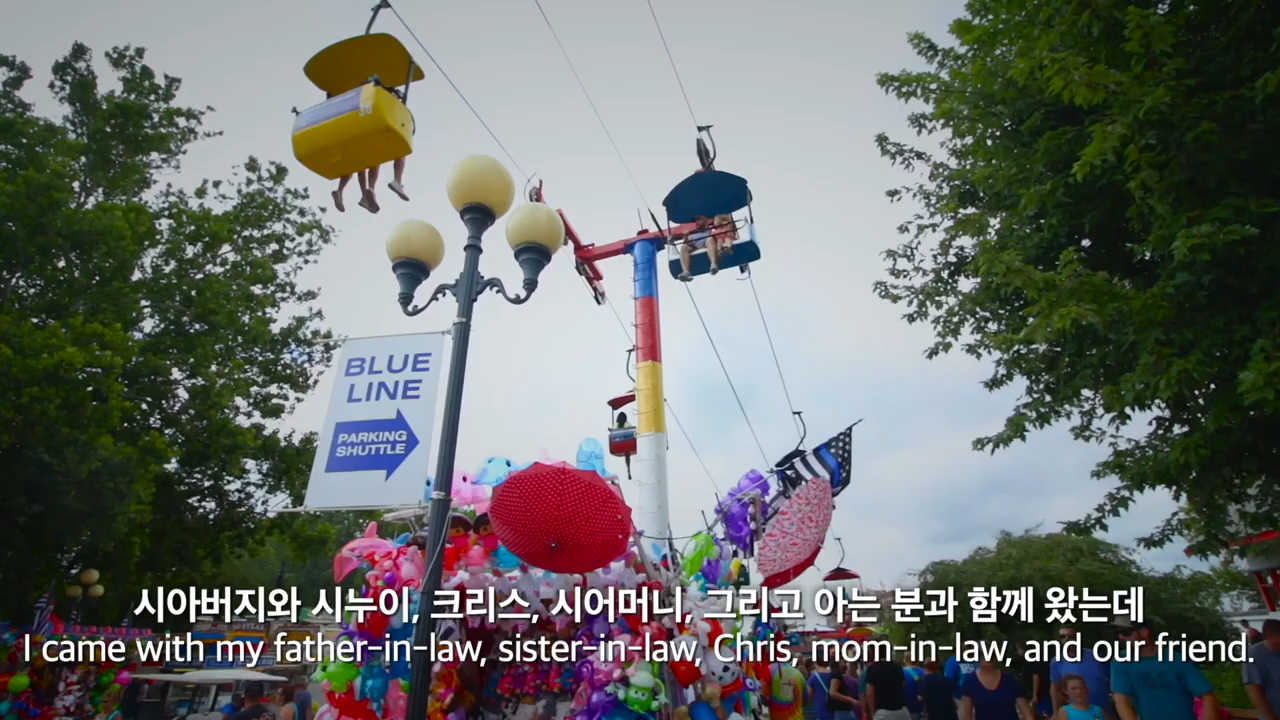 BLUE
LINE
PARKING
SHUTTLE
시아버지와 시누이, 크리스, 시어머니, 그리고 아는 분과 함께 왔는데
I came with my father-in-law, sister-in-law, Chris, mom-in-law, and our friend.